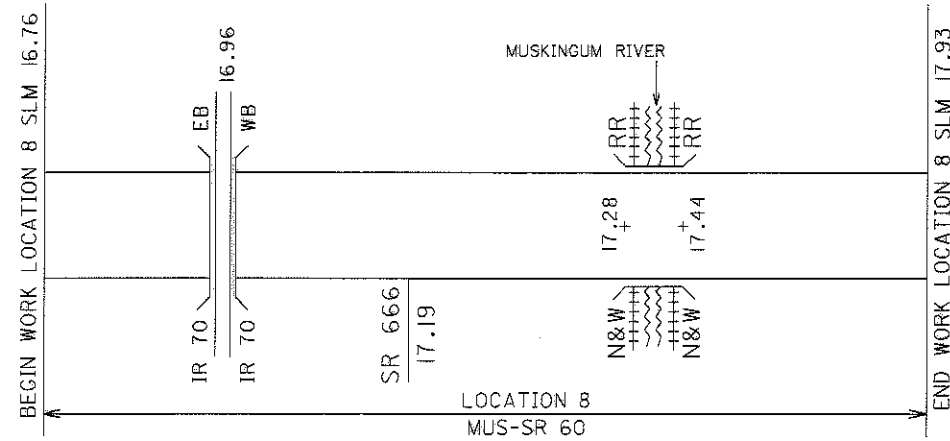 BEGIN WORK LOCATION 8 SLM 16.76
16.96
EB
WB
IR 70
IR 70
SR 666
17.19
MUSKINGUM RIVER
RR
RR
17.28
17.44
N&W
N&W
LOCATION 8
MUS-SR 60
END WORK LOCATION 8 SLM 17.93